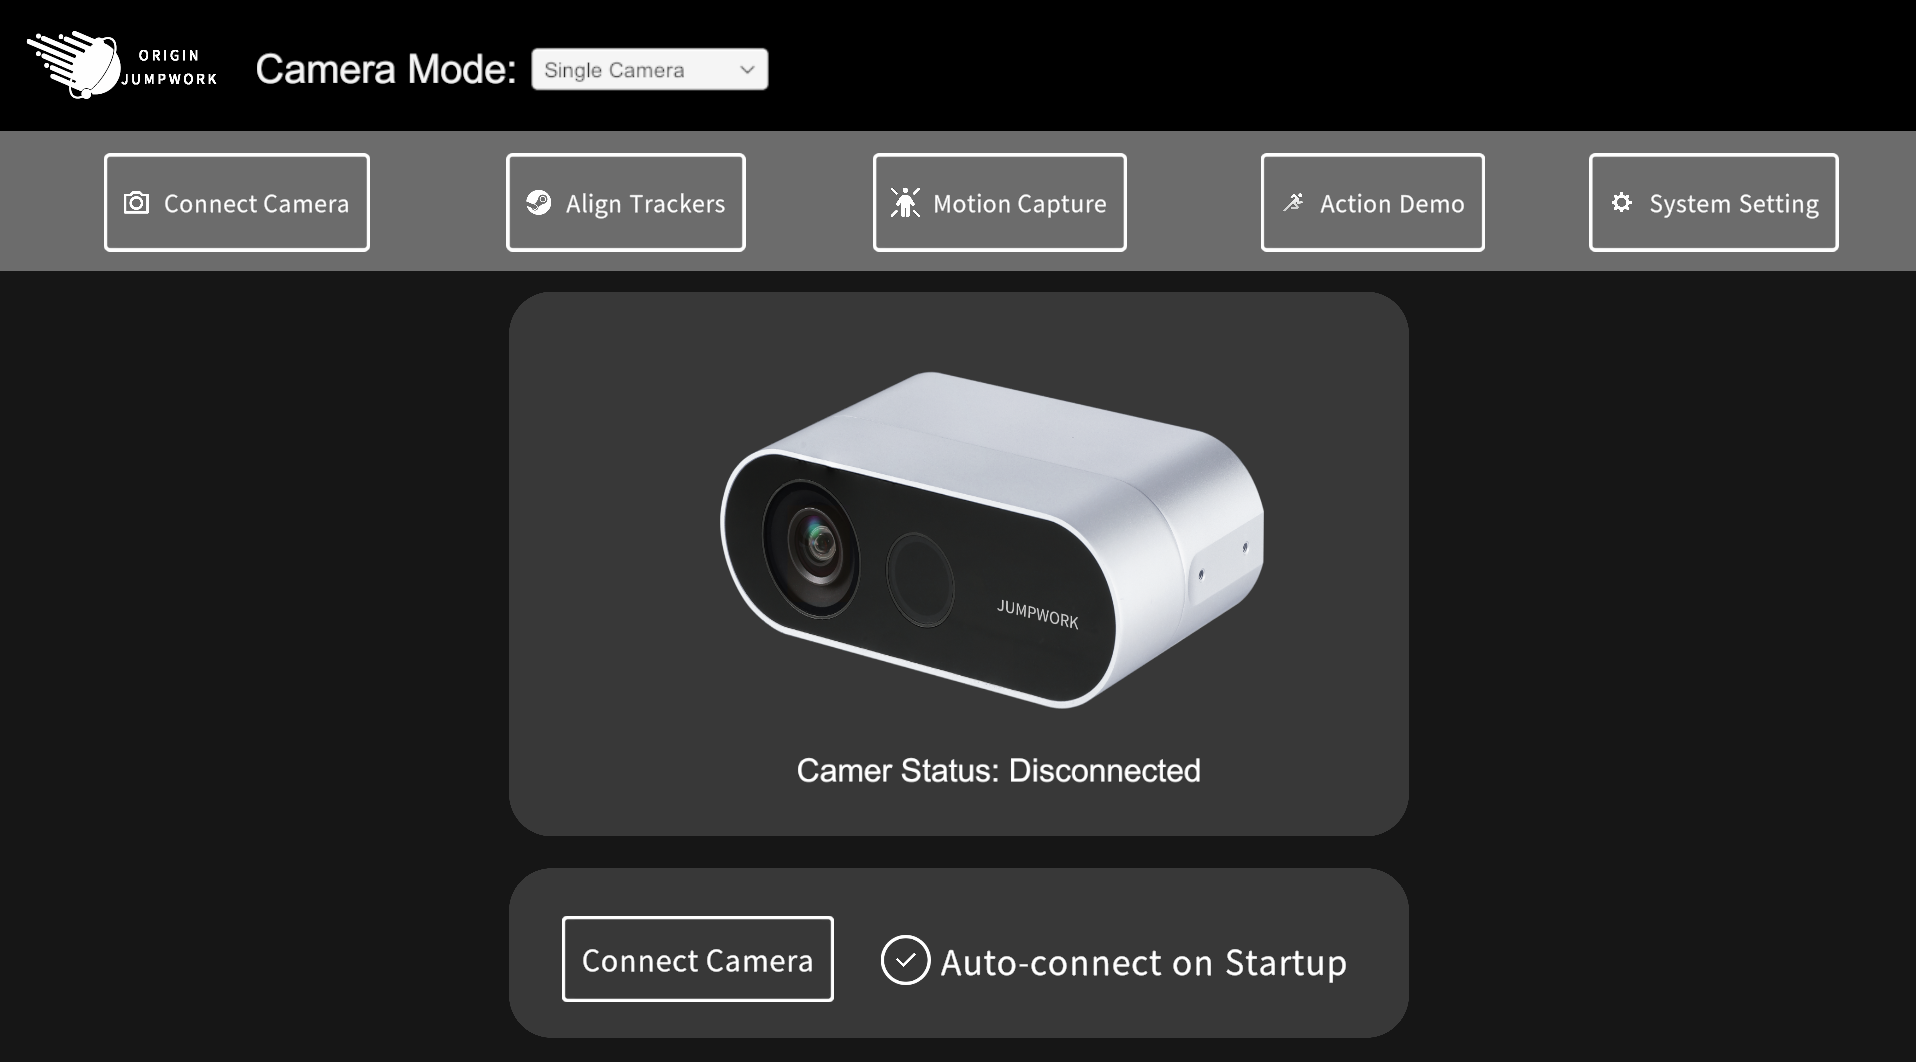 ORIGIN
JUMPWORK
Camera Mode: Single Camera
Connect Camera Align Trackers Motion Capture Action Demo System Setting
JUMPWORK
Camer Status: Disconnected
Connect Camera Auto-connect on Startup